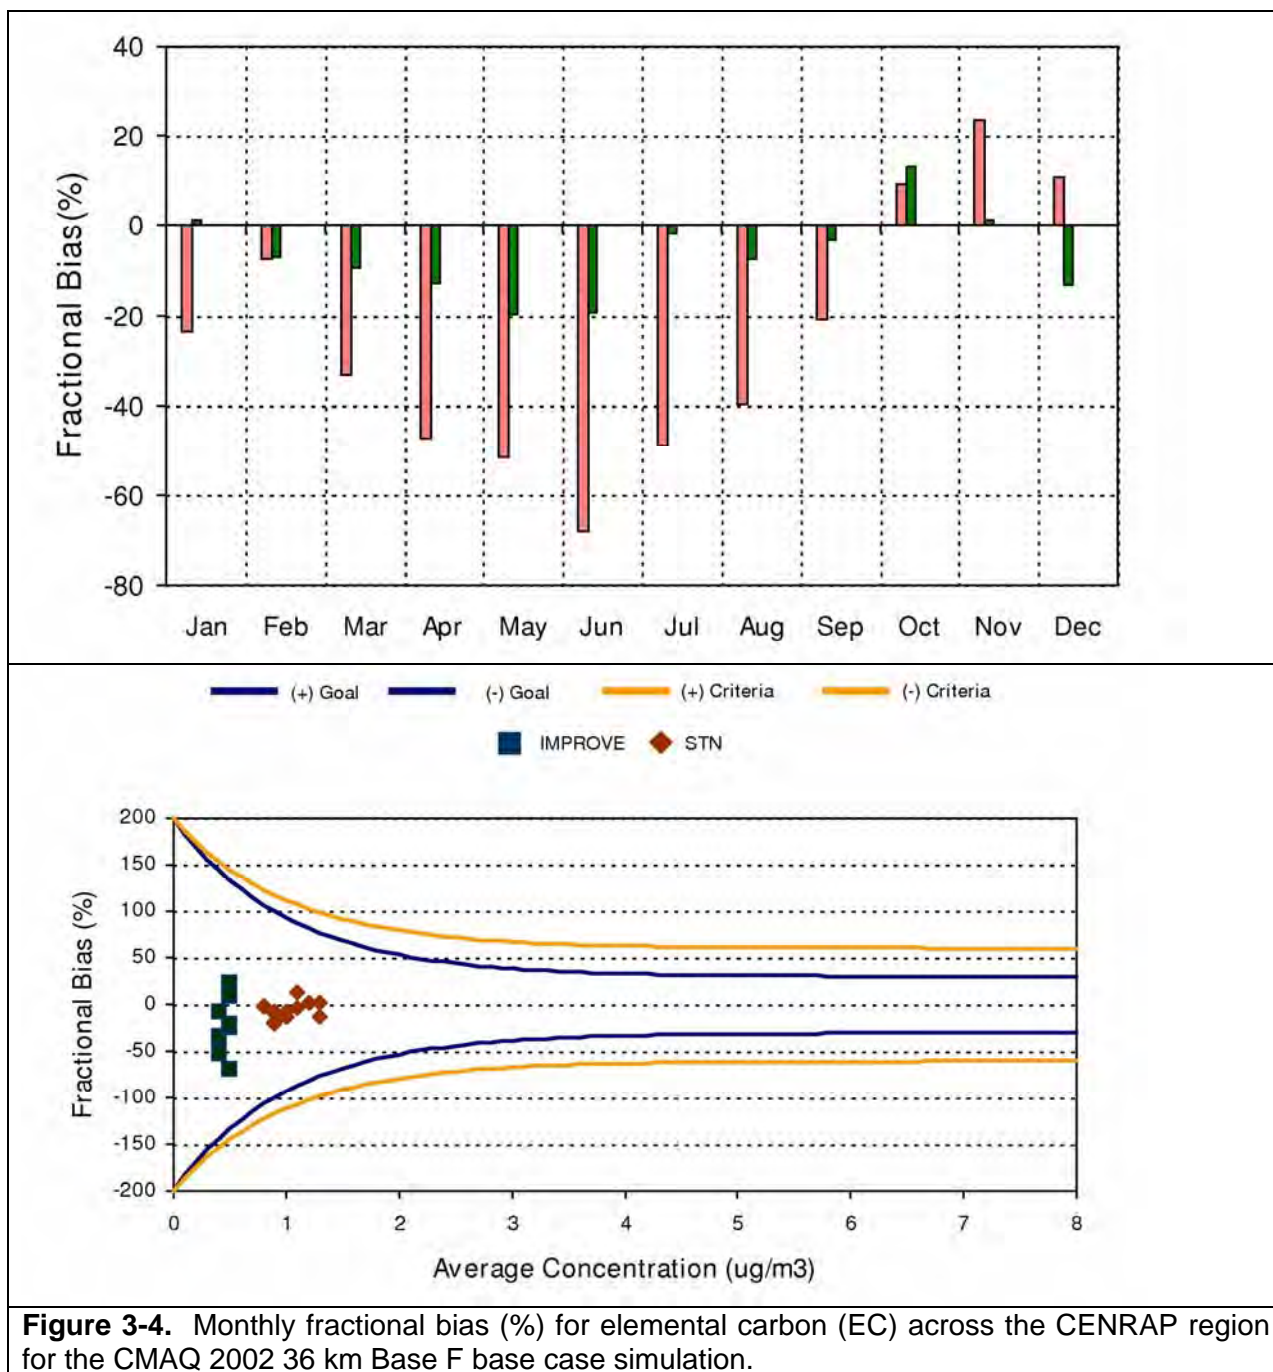 40
20
0
-20
-40
-60
-80
Fractional Bias(%)
Jan Feb Mar Apr May Jun Jul Aug Sep Oct Nov Dec
(+) Goal (-) Goal (+) Criteria (-) Criteria
IMPROVE STN
200
150
100
50
0
-50
-100
-150
-200
Fractional Bias (%)
0 1 2 3 4 5 6 7 8
Average Concentration (ug/m3)
Figure 3-4. Monthly fractional bias (%) for elemental carbon (EC) across the CENRAP region
for the CMAQ 2002 36 km Base F base case simulation.